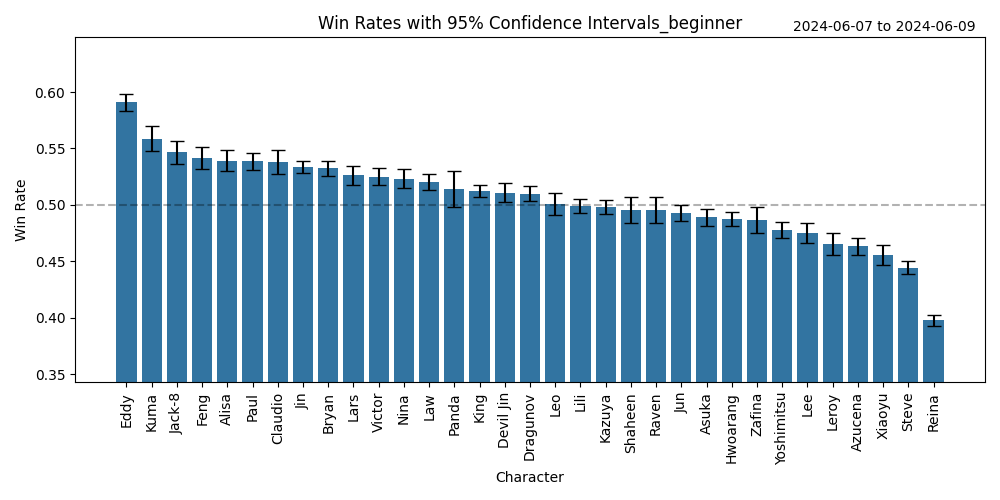 Win Rates with 95% Confidence Intervals_beginner
2024-06-07 to 2024-06-09
Win Rate
0.60
0.55
0.50
0.45
0.40
0.35
Eddy
Kuma
Jack-8
Feng
Alisa
Paul
Claudio
Jin
Bryan
Lars
Victor
Nina
Law
Panda
King
Devil Jin
Dragunov
Leo
Lili
Kazuya
Shaheen
Raven
Jun
Asuka
Hwoarang
Zafina
Yoshimitsu
Lee
Leroy
Azucena
Xiaoyu
Steve
Reina
Character